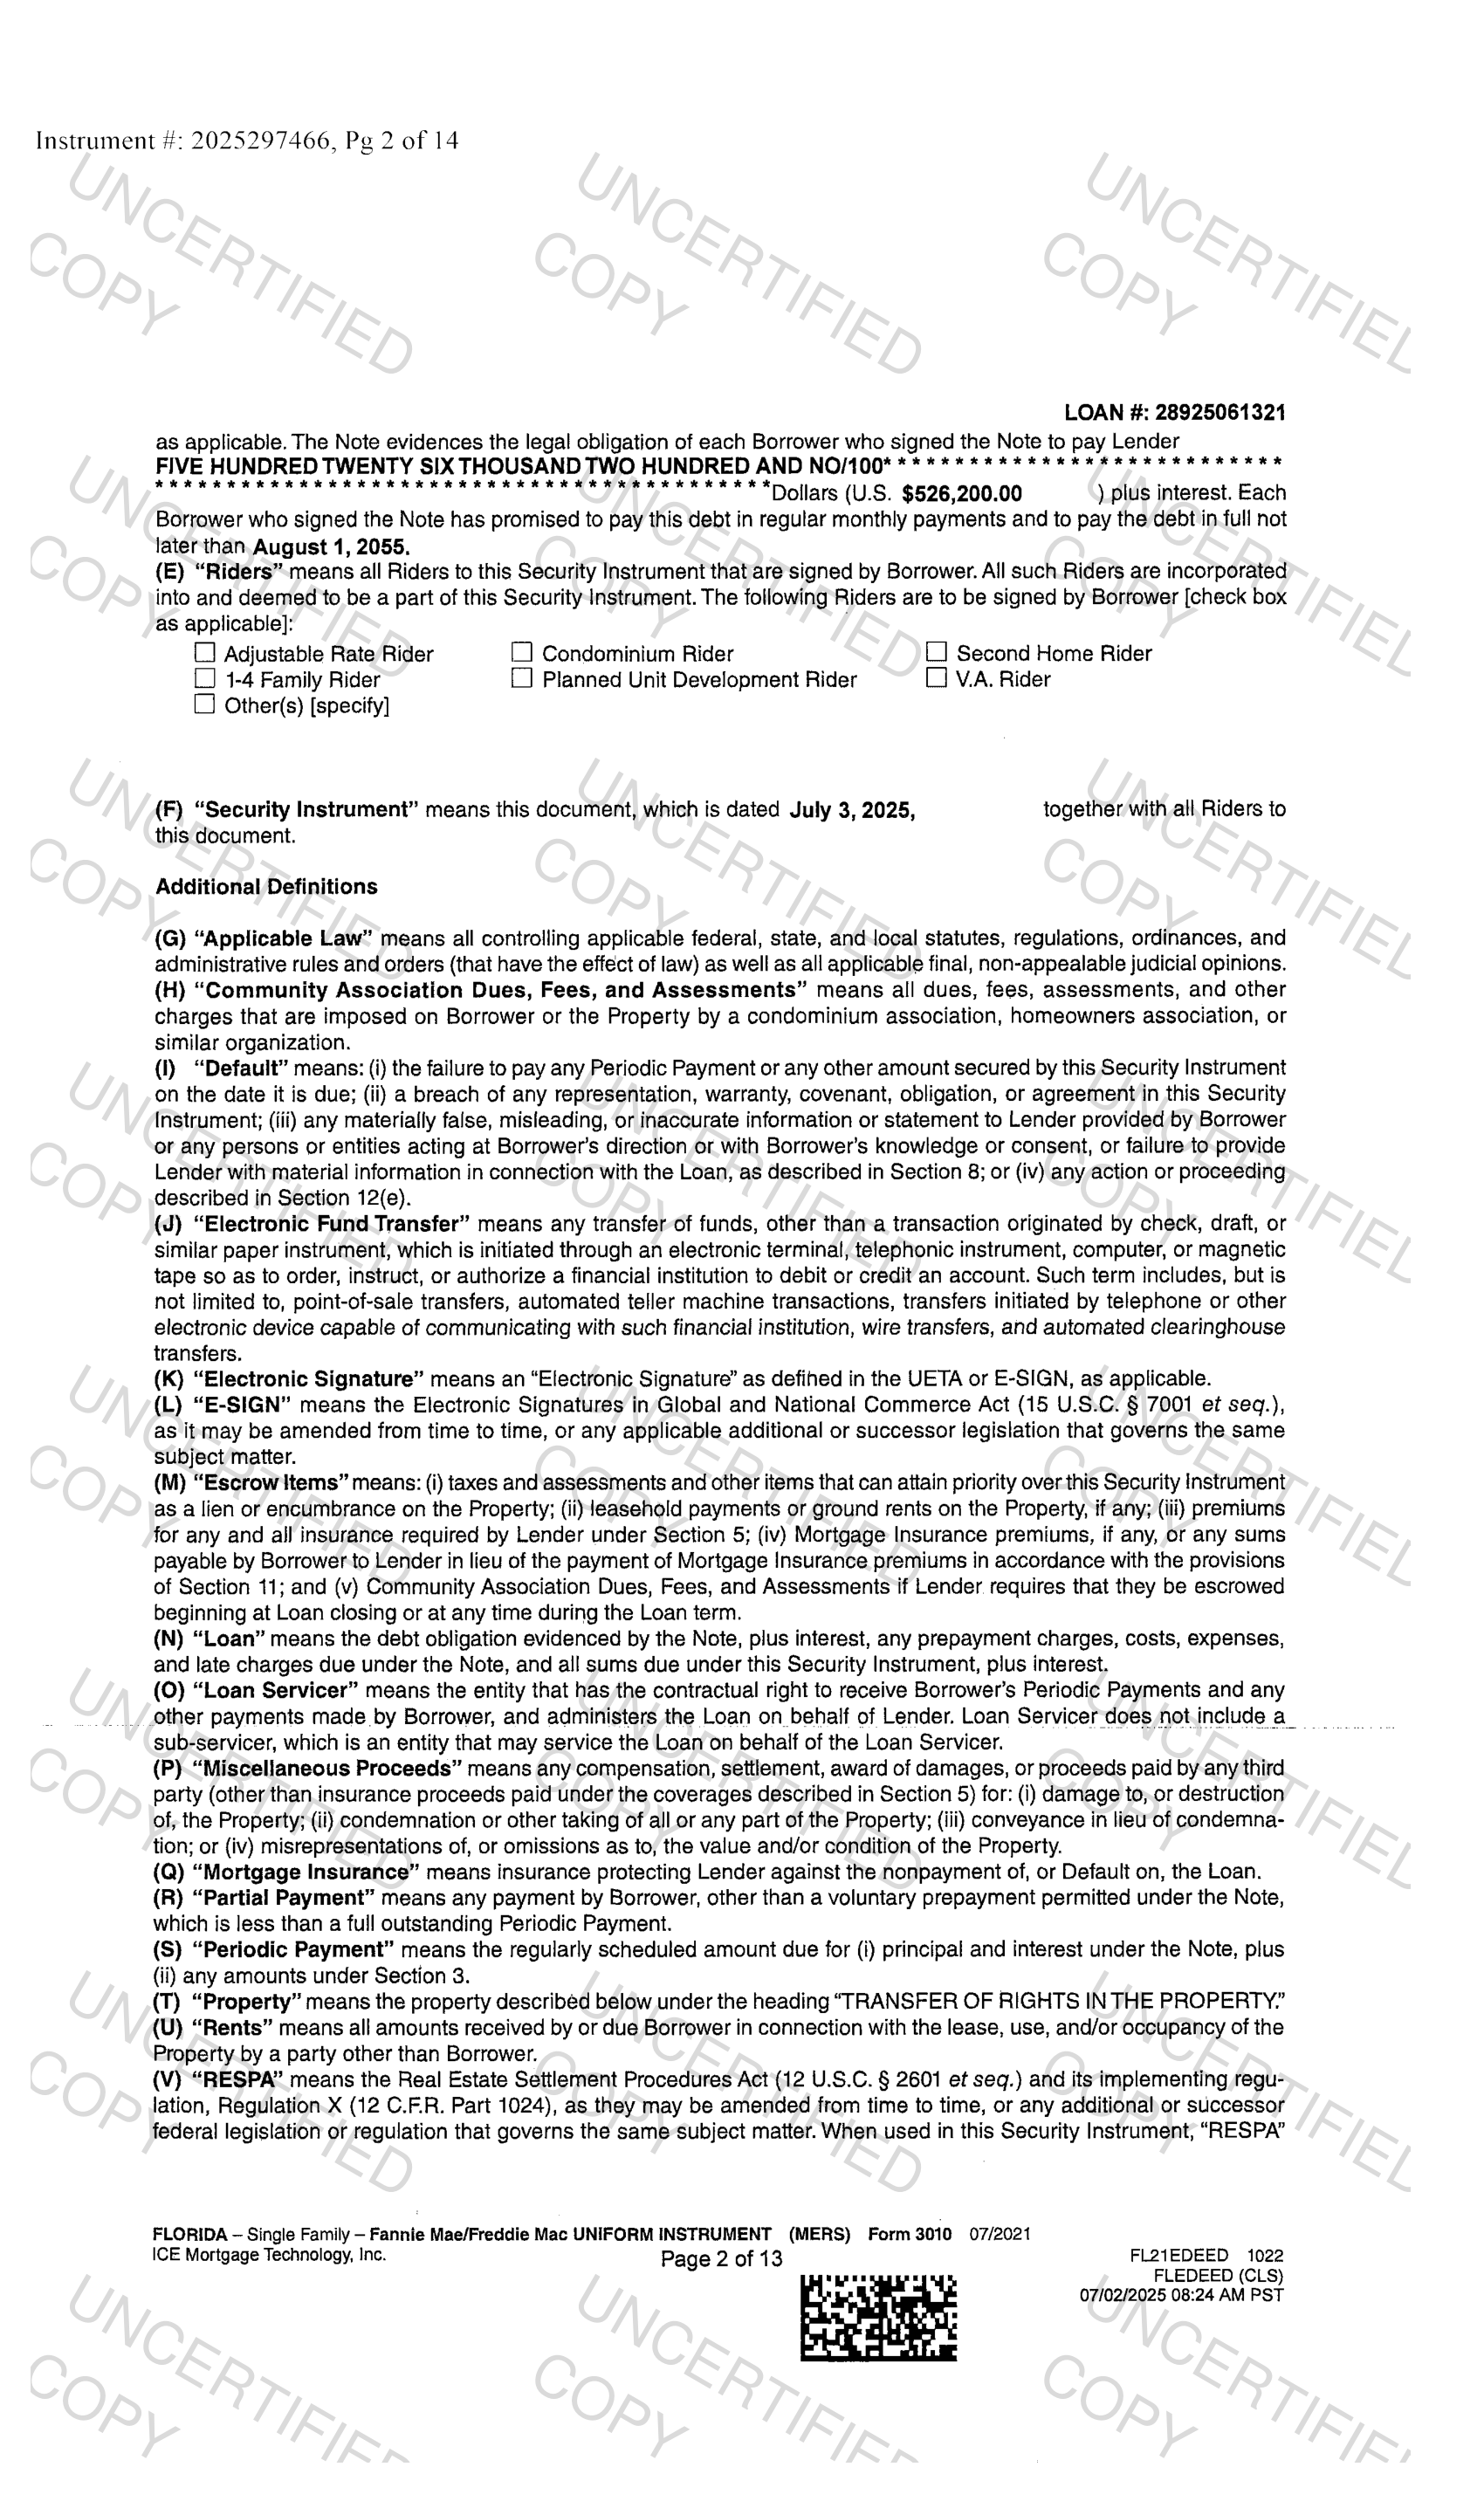 Instrument #: 2025297466, Pg 2 of 14
UNCERTIFIED COPY
LOAN #: 28925061321
as applicable. The Note evidences the legal obligation of each Borrower who signed the Note to pay Lender
FIVE HUNDRED TWENTY SIX THOUSAND TWO HUNDRED AND NO/100* * * * * * * * * * * * * * * * * * * * * * * * * * * *
* * * * * * * * * * * * * * * * * * * * * * * * * * * * * * * * * * * * * * * * * * *Dollars (U.S. $526,200.00 ) plus interest. Each
Borrower who signed the Note has promised to pay this debt in regular monthly payments and to pay the debt in full not
later than August 1, 2055.
(E) “Riders” means all Riders to this Security Instrument that are signed by Borrower. All such Riders are incorporated
into and deemed to be a part of this Security Instrument. The following Riders are to be signed by Borrower [check box
as applicable]:
☐ Adjustable Rate Rider ☐ Condominium Rider ☐ Second Home Rider
☐ 1-4 Family Rider ☐ Planned Unit Development Rider ☐ V.A. Rider
☐ Other(s) [specify]
(F) “Security Instrument” means this document, which is dated July 3, 2025, together with all Riders to
this document.
Additional Definitions
(G) “Applicable Law” means all controlling applicable federal, state, and local statutes, regulations, ordinances, and
administrative rules and orders (that have the effect of law) as well as all applicable final, non-appealable judicial opinions.
(H) “Community Association Dues, Fees, and Assessments” means all dues, fees, assessments, and other
charges that are imposed on Borrower or the Property by a condominium association, homeowners association, or
similar organization.
(I) “Default” means: (i) the failure to pay any Periodic Payment or any other amount secured by this Security Instrument
on the date it is due; (ii) a breach of any representation, warranty, covenant, obligation, or agreement in this Security
Instrument; (iii) any materially false, misleading, or inaccurate information or statement to Lender provided by Borrower
or any persons or entities acting at Borrower’s direction or with Borrower’s knowledge or consent, or failure to provide
Lender with material information in connection with the Loan, as described in Section 8; or (iv) any action or proceeding
described in Section 12(e).
(J) “Electronic Fund Transfer” means any transfer of funds, other than a transaction originated by check, draft, or
similar paper instrument, which is initiated through an electronic terminal, telephonic instrument, computer, or magnetic
tape so as to order, instruct, or authorize a financial institution to debit or credit an account. Such term includes, but is
not limited to, point-of-sale transfers, automated teller machine transactions, transfers initiated by telephone or other
electronic device capable of communicating with such financial institution, wire transfers, and automated clearinghouse
transfers.
(K) “Electronic Signature” means an “Electronic Signature” as defined in the UETA or E-SIGN, as applicable.
(L) “E-SIGN” means the Electronic Signatures in Global and National Commerce Act (15 U.S.C. § 7001 et seq.),
as it may be amended from time to time, or any applicable additional or successor legislation that governs the same
subject matter.
(M) “Escrow Items” means: (i) taxes and assessments and other items that can attain priority over this Security Instrument
as a lien or encumbrance on the Property; (ii) leasehold payments or ground rents on the Property, if any; (iii) premiums
for any and all insurance required by Lender under Section 5; (iv) Mortgage Insurance premiums, if any, or any sums
payable by Borrower to Lender in lieu of the payment of Mortgage Insurance premiums in accordance with the provisions
of Section 11; and (v) Community Association Dues, Fees, and Assessments if Lender requires that they be escrowed
beginning at Loan closing or at any time during the Loan term.
(N) “Loan” means the debt obligation evidenced by the Note, plus interest, any prepayment charges, costs, expenses,
and late charges due under the Note, and all sums due under this Security Instrument, plus interest.
(O) “Loan Servicer” means the entity that has the contractual right to receive Borrower’s Periodic Payments and any
other payments made by Borrower, and administers the Loan on behalf of Lender. Loan Servicer does not include a
sub-servicer, which is an entity that may service the Loan on behalf of the Loan Servicer.
(P) “Miscellaneous Proceeds” means any compensation, settlement, award of damages, or proceeds paid by any third
party (other than insurance proceeds paid under the coverages described in Section 5) for: (i) damage to, or destruction
of, the Property; (ii) condemnation or other taking of all or any part of the Property; (iii) conveyance in lieu of condemna-
tion; or (iv) misrepresentations of, or omissions as to, the value and/or condition of the Property.
(Q) “Mortgage Insurance” means insurance protecting Lender against the nonpayment of, or Default on, the Loan.
(R) “Partial Payment” means any payment by Borrower, other than a voluntary prepayment permitted under the Note,
which is less than a full outstanding Periodic Payment.
(S) “Periodic Payment” means the regularly scheduled amount due for (i) principal and interest under the Note, plus
(ii) any amounts under Section 3.
(T) “Property” means the property described below under the heading “TRANSFER OF RIGHTS IN THE PROPERTY.”
(U) “Rents” means all amounts received by or due Borrower in connection with the lease, use, and/or occupancy of the
Property by a party other than Borrower.
(V) “RESPA” means the Real Estate Settlement Procedures Act (12 U.S.C. § 2601 et seq.) and its implementing regu-
lation, Regulation X (12 C.F.R. Part 1024), as they may be amended from time to time, or any additional or successor
federal legislation or regulation that governs the same subject matter. When used in this Security Instrument, “RESPA”
FLORIDA – Single Family – Fannie Mae/Freddie Mac UNIFORM INSTRUMENT (MERS) Form 3010 07/2021
ICE Mortgage Technology, Inc.
Page 2 of 13
FL21EDEED 1022
FLEDEED (CLS)
07/02/2025 08:24 AM PST